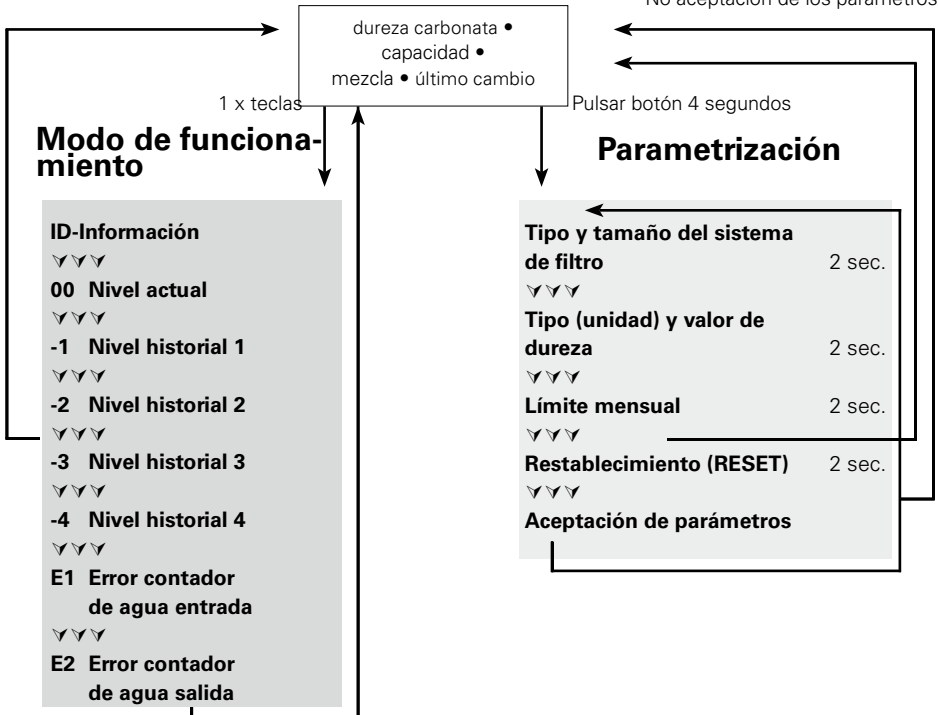 No aceptación de los parámetros
dureza carbonata •
capacidad •
mezcla • último cambio
1 x teclas
Pulsar botón 4 segundos
Modo de funciona-
miento
ID-Información
00 Nivel actual
-1 Nivel historial 1
-2 Nivel historial 2
-3 Nivel historial 3
-4 Nivel historial 4
E1 Error contador
de agua entrada
E2 Error contador
de agua salida
Parametrización
Tipo y tamaño del sistema
de filtro 2 sec.
Tipo (unidad) y valor de
dureza 2 sec.
Límite mensual 2 sec.
Restablecimiento (RESET) 2 sec.
Aceptación de parámetros